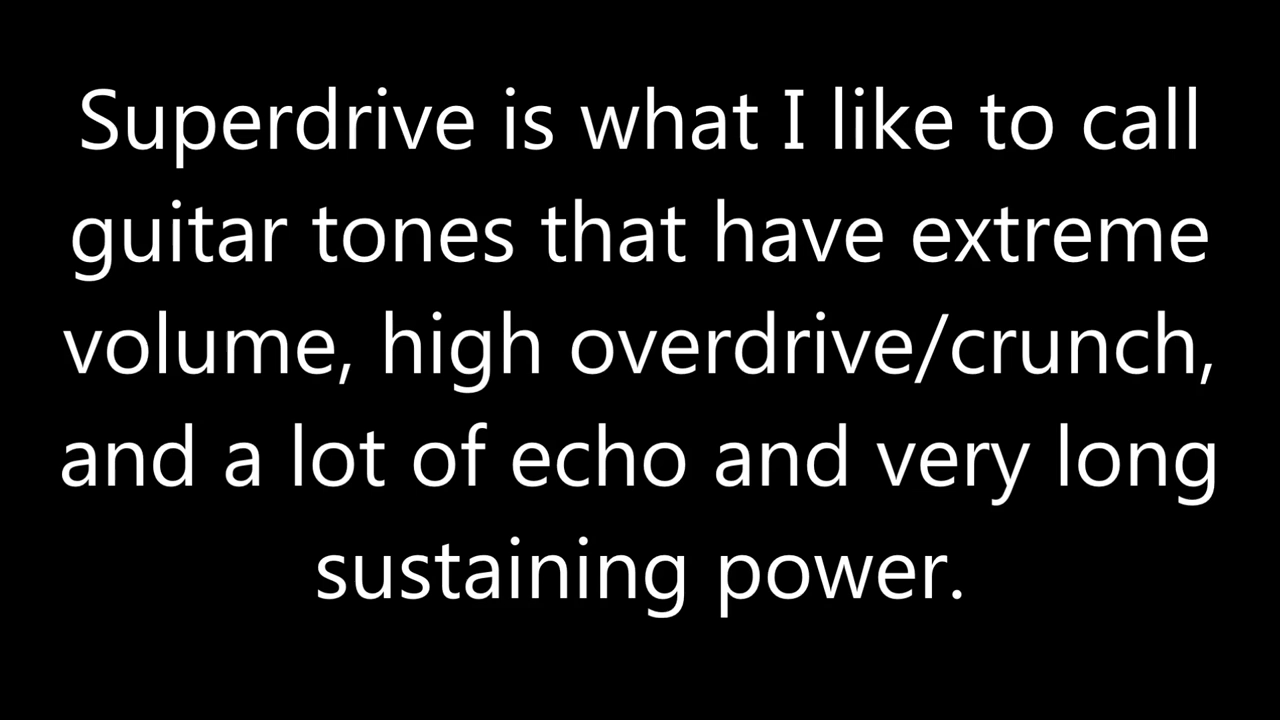 Superdrive is what I like to call
guitar tones that have extreme
volume, high overdrive/crunch,
and a lot of echo and very long
sustaining power.